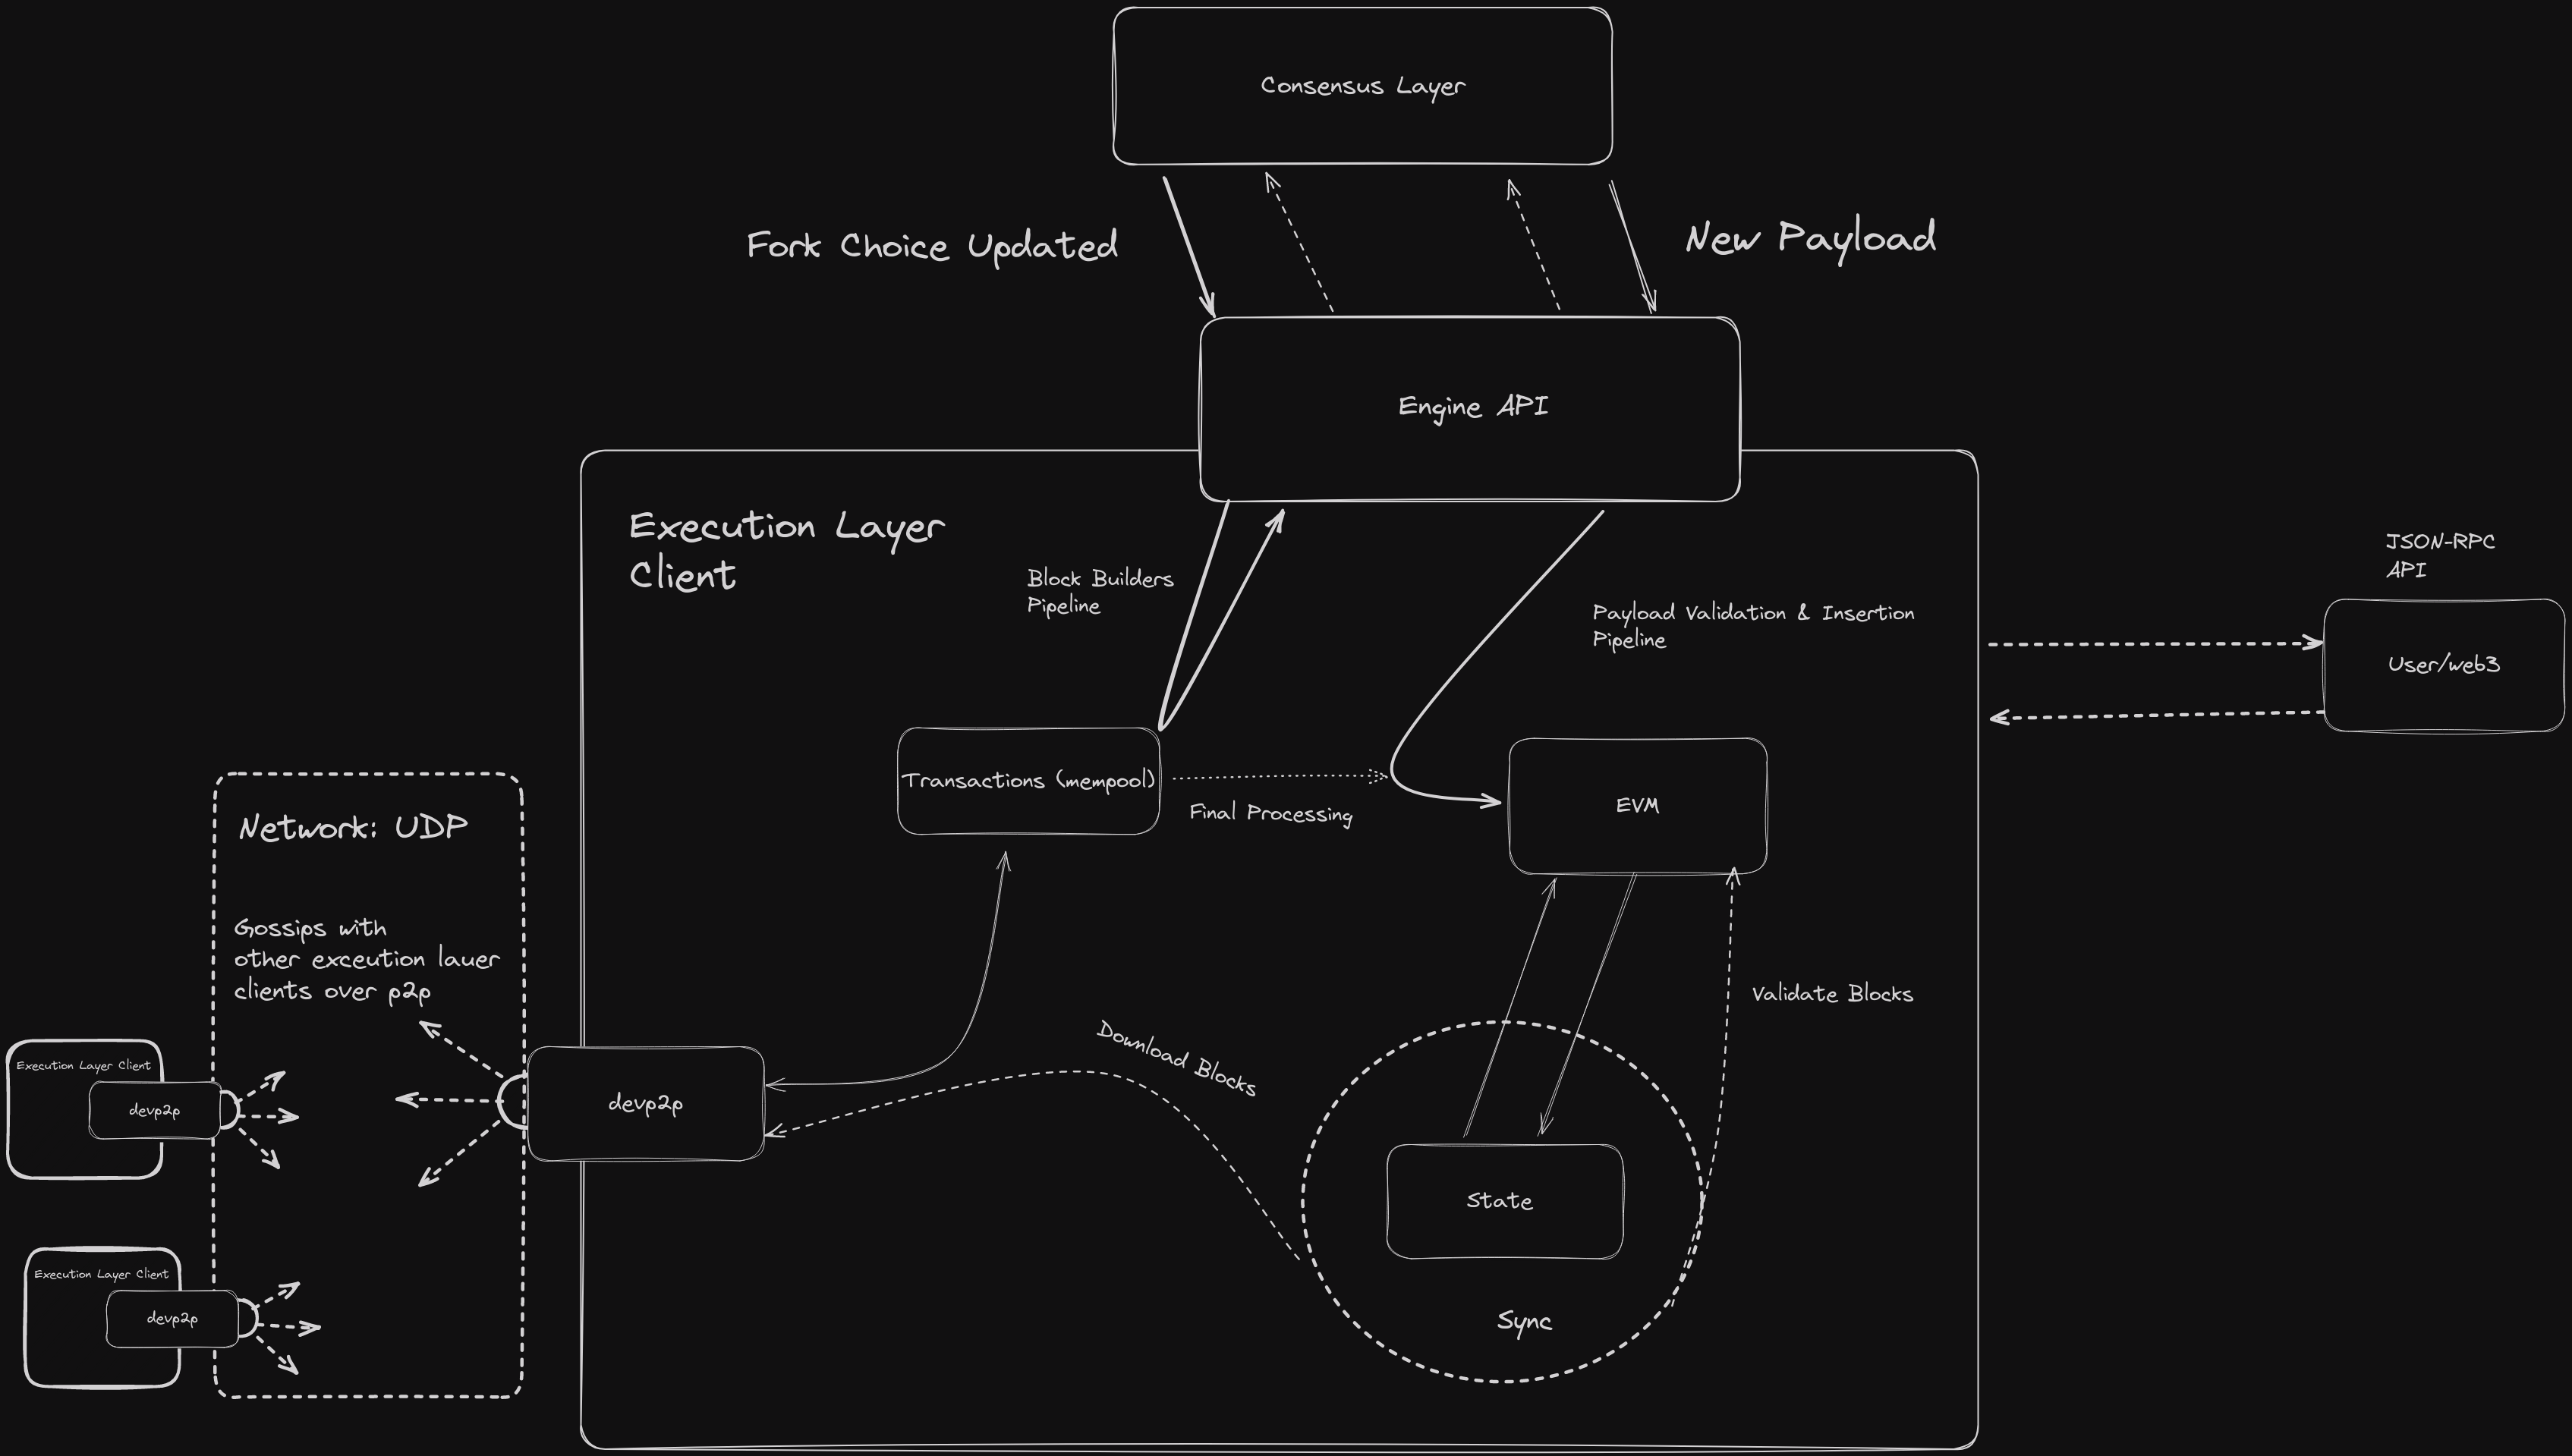 Consensus Layer
Fork Choice Updated
New Payload
Engine API
Execution Layer
Client
Block Builders
Pipeline
Payload Validation & Insertion
Pipeline
JSON-RPC
API
User/web3
Transactions (mempool)
Final Processing
EVM
Network: UDP
Gossips with
other exceution lauer
clients over p2p
Validate Blocks
Download Blocks
Execution Layer Client
devp2p
devp2p
State
Execution Layer Client
devp2p
Sync